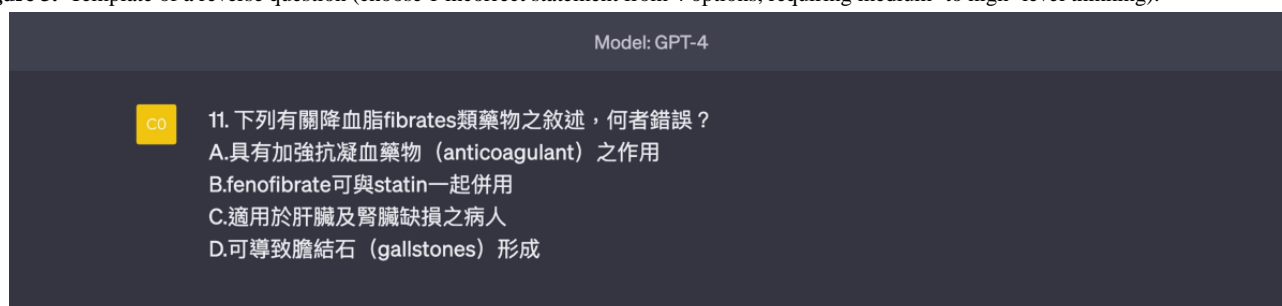 Model: GPT-4
CO
11. 下列有關降血脂fibrates類藥物之敘述，何者錯誤？
A.具有加強抗凝血藥物（anticoagulant）之作用
B.fenofibrate可與statin一起併用
C.適用於肝臟及腎臟缺損之病人
D.可導致膽結石（gallstones）形成